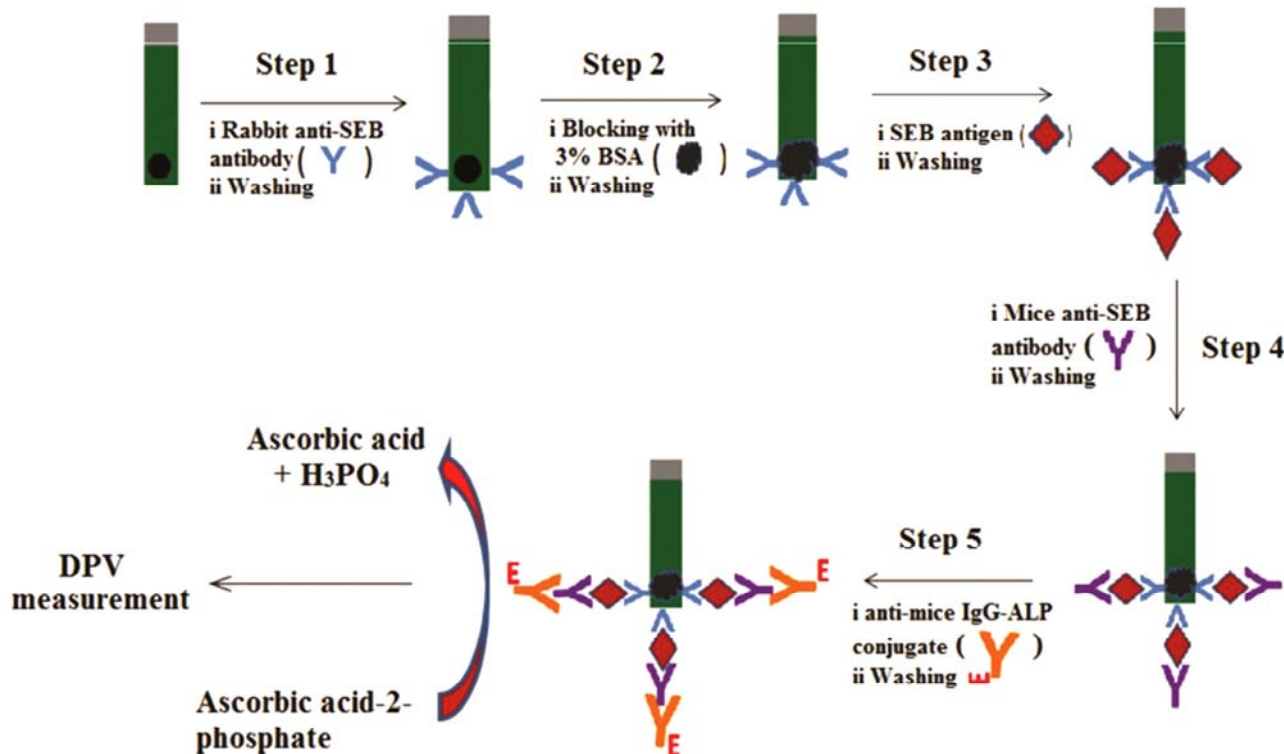 Step 1
i Rabbit anti-SEB
antibody( Y )
ii Washing
Step 2
i Blocking with
3% BSA ( )
ii Washing
Step 3
i SEB antigen ( )
ii Washing
i Mice anti-SEB
antibody ( Y )
ii Washing
Step 4
Step 5
i anti-mice IgG-ALP
conjugate ( Y )
ii Washing E
E
E
E
Ascorbic acid
+ H₃PO₄
DPV
measurement
Ascorbic acid-2-
phosphate